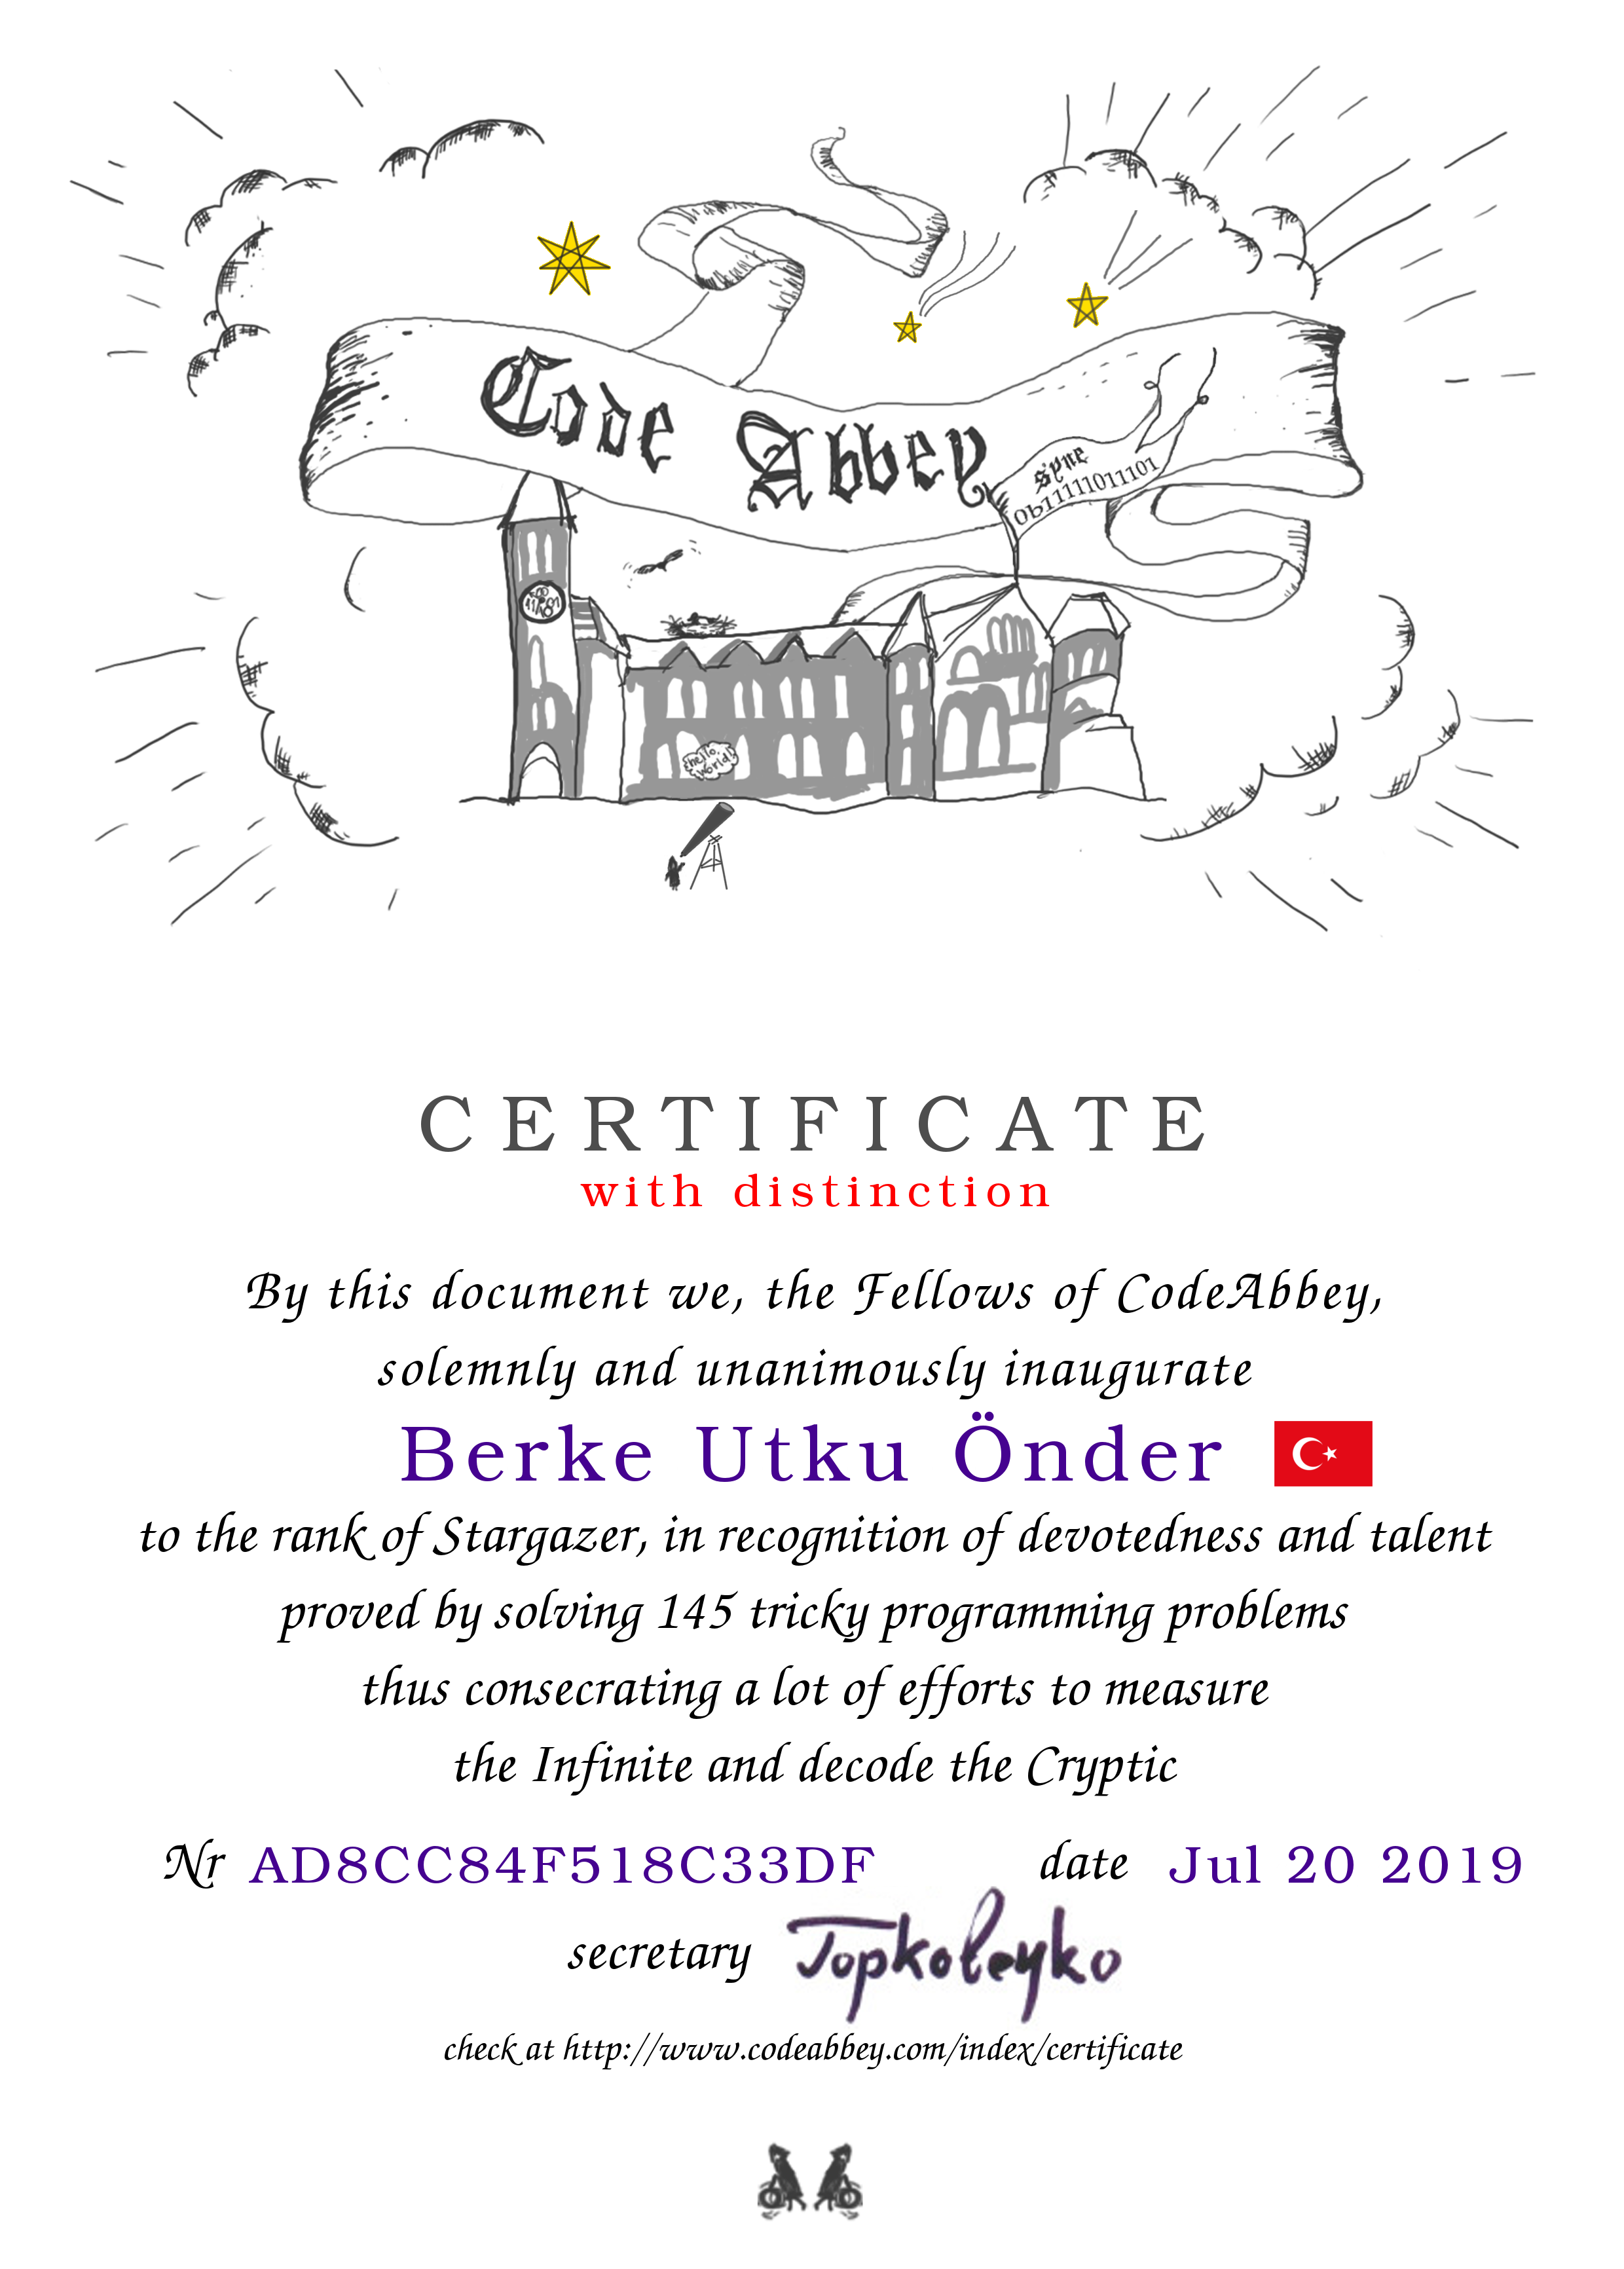 Code Abbey
syne
0b11111011101
hello,
world!
CERTIFICATE
with distinction
By this document we, the Fellows of CodeAbbey,
solemnly and unanimously inaugurate
Berke Utku Önder
to the rank of Stargazer, in recognition of devotedness and talent
proved by solving 145 tricky programming problems
thus consecrating a lot of efforts to measure
the Infinite and decode the Cryptic
Nr AD8CC84F518C33DF date Jul 20 2019
secretary
check at http://www.codeabbey.com/index/certificate